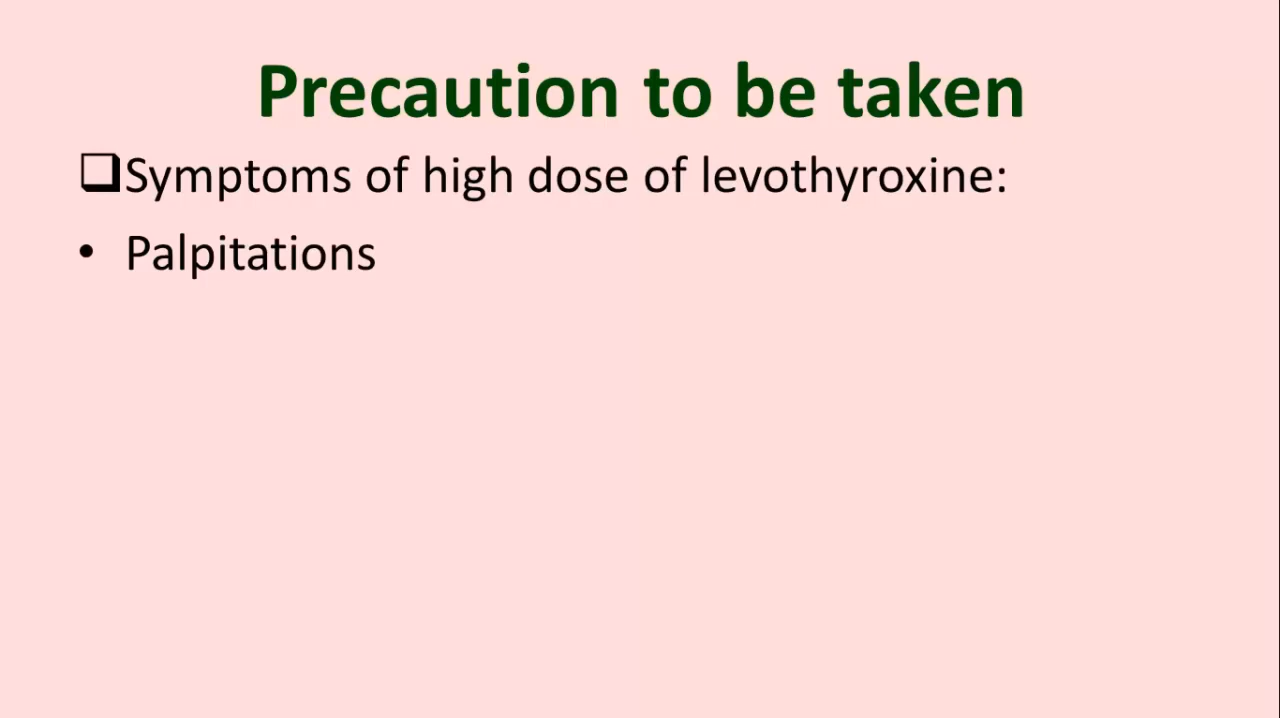 Precaution to be taken
❑Symptoms of high dose of levothyroxine:
• Palpitations